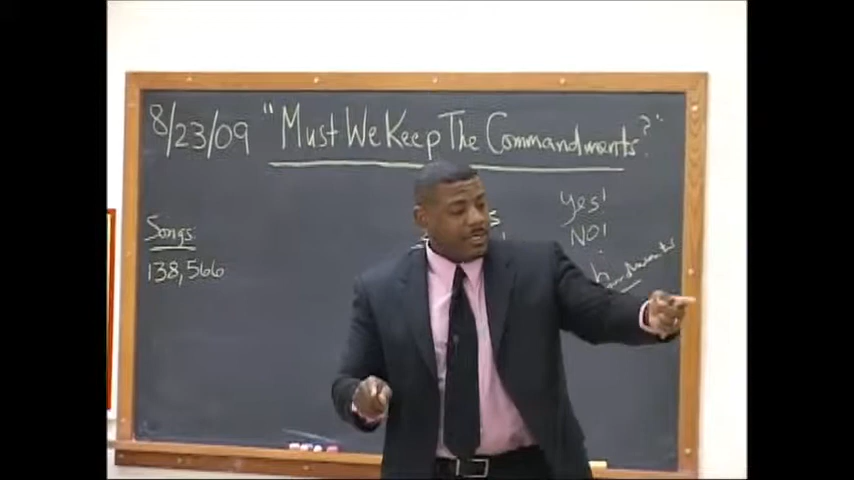 8/23/09 "Must We Keep The Commandments?"
Yes!
NO!
Songs
138,566